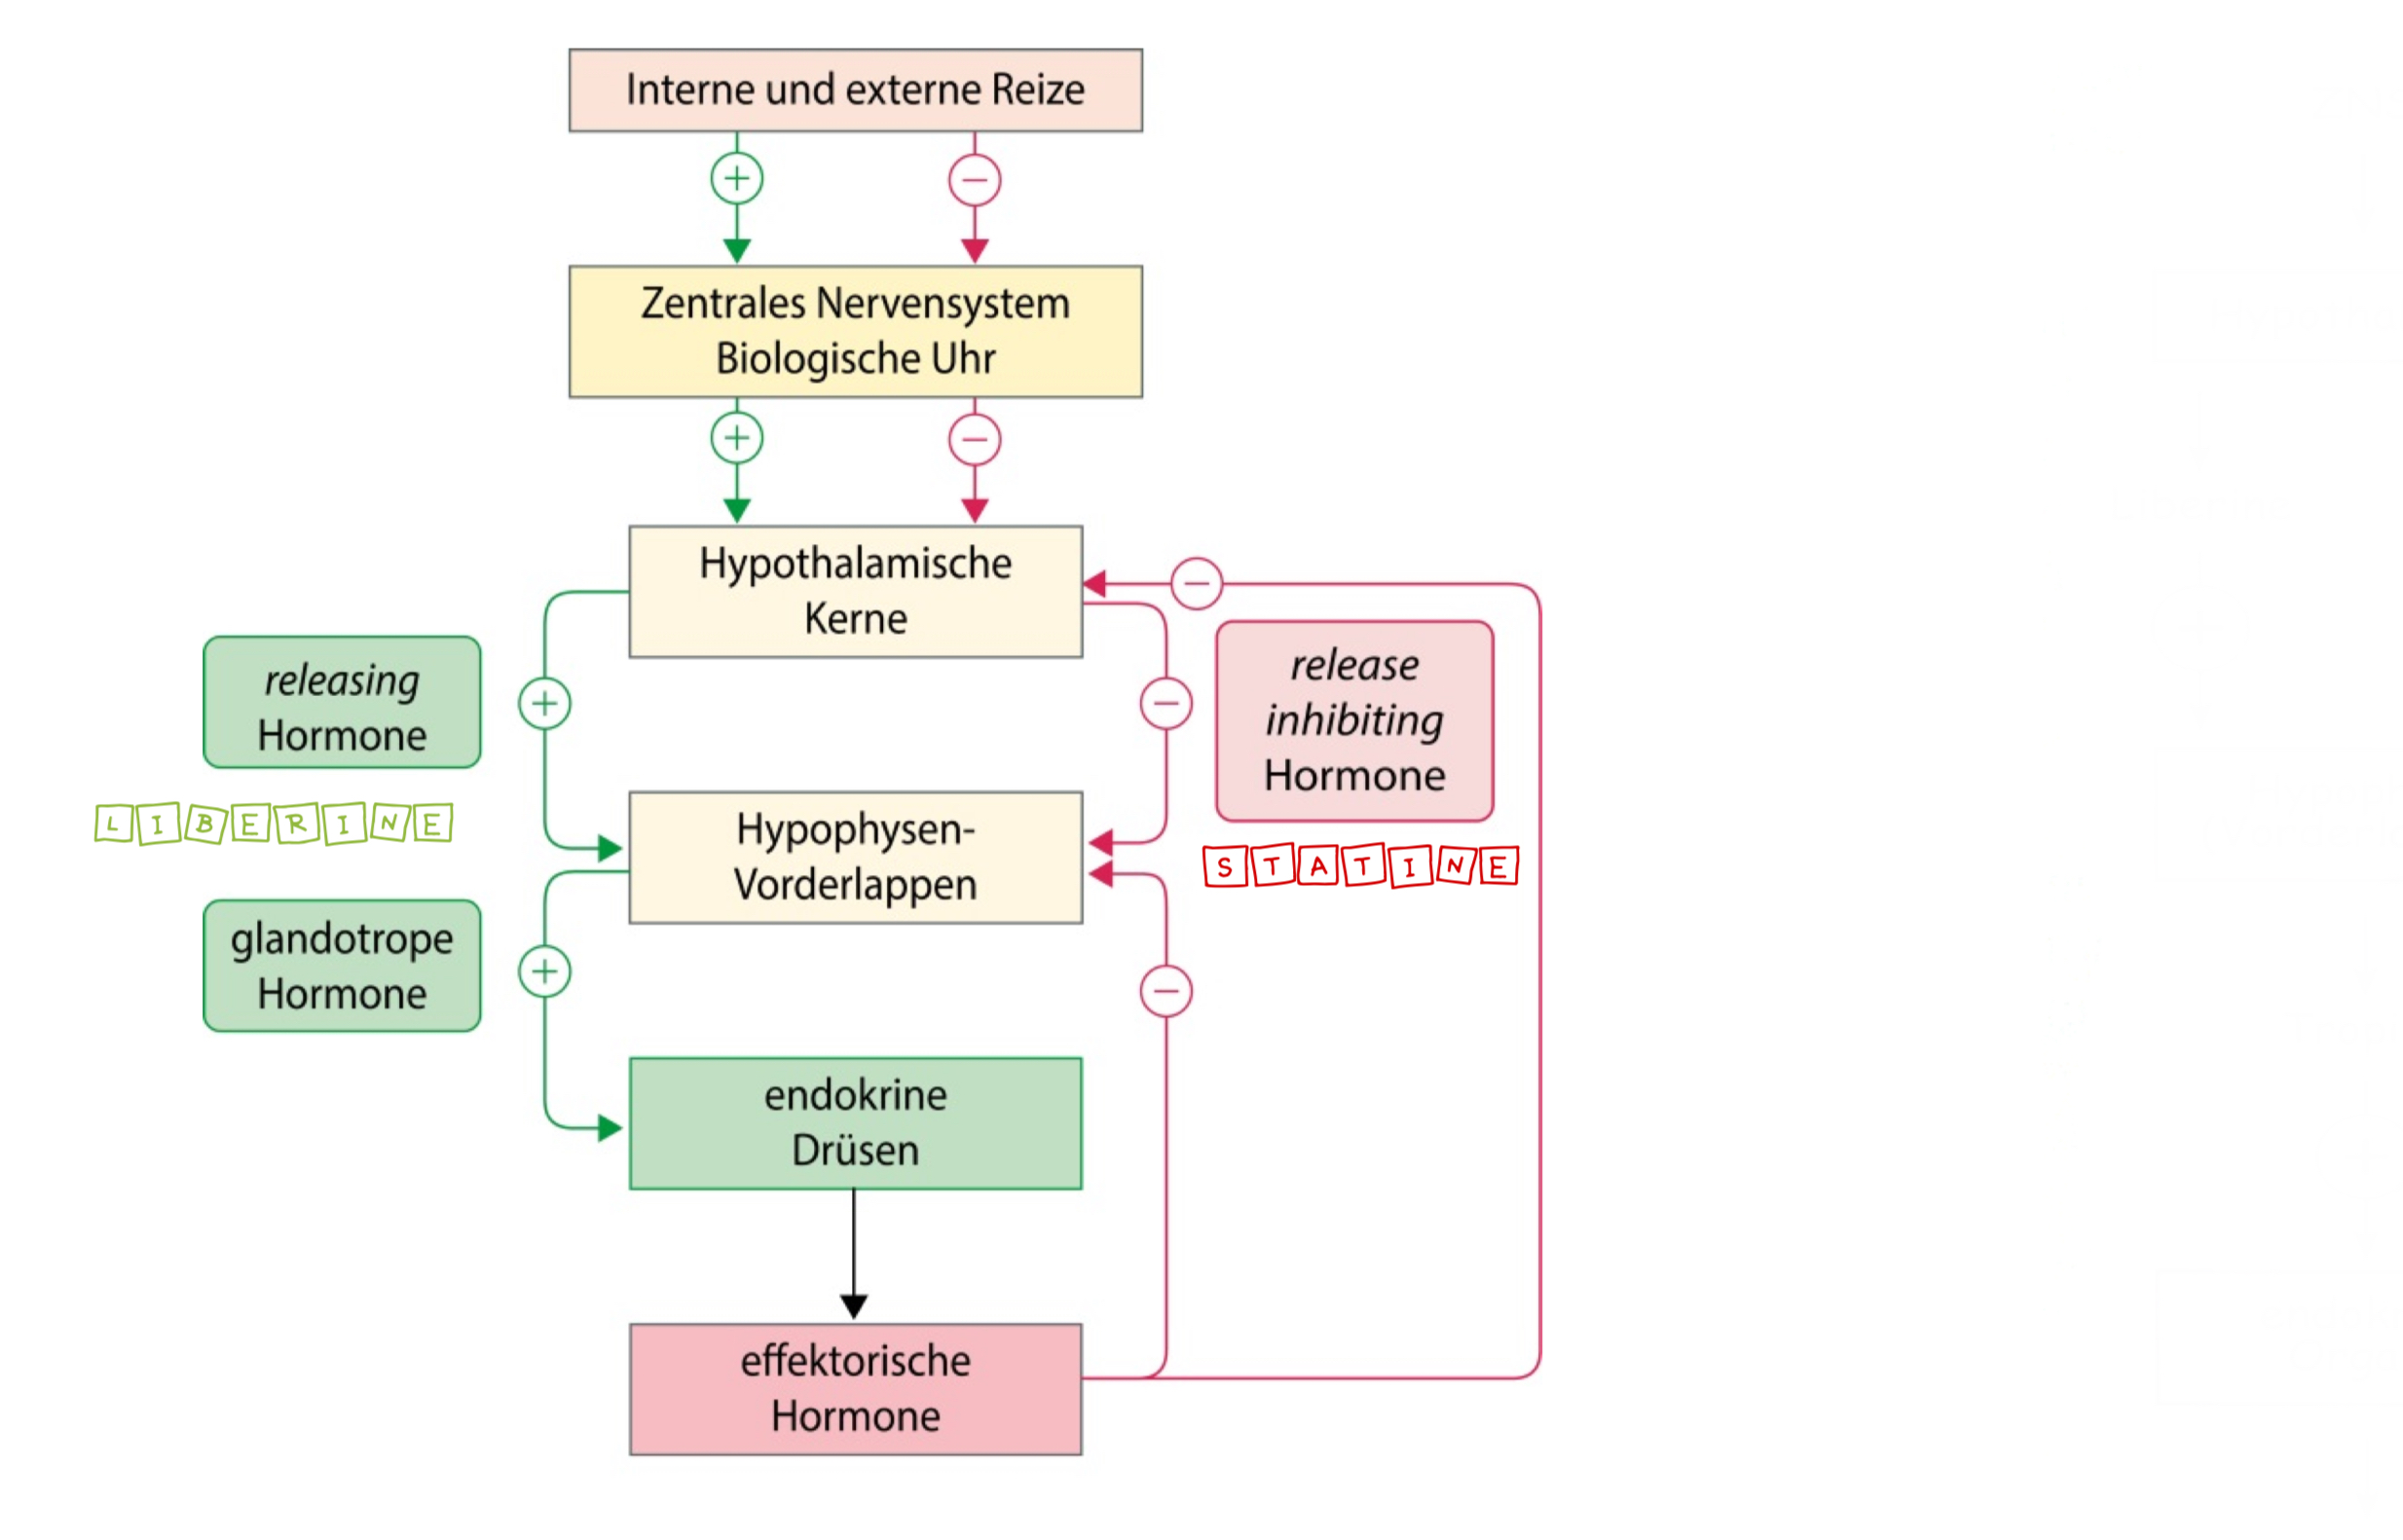 Interne und externe Reize
+
−
Zentrales Nervensystem
Biologische Uhr
+
−
Hypothalamische
Kerne
−
releasing
Hormone
+
−
release
inhibiting
Hormone
LIBERINE
Hypophysen-
Vorderlappen
STATINE
glandotrope
Hormone
+
−
endokrine
Drüsen
effektorische
Hormone